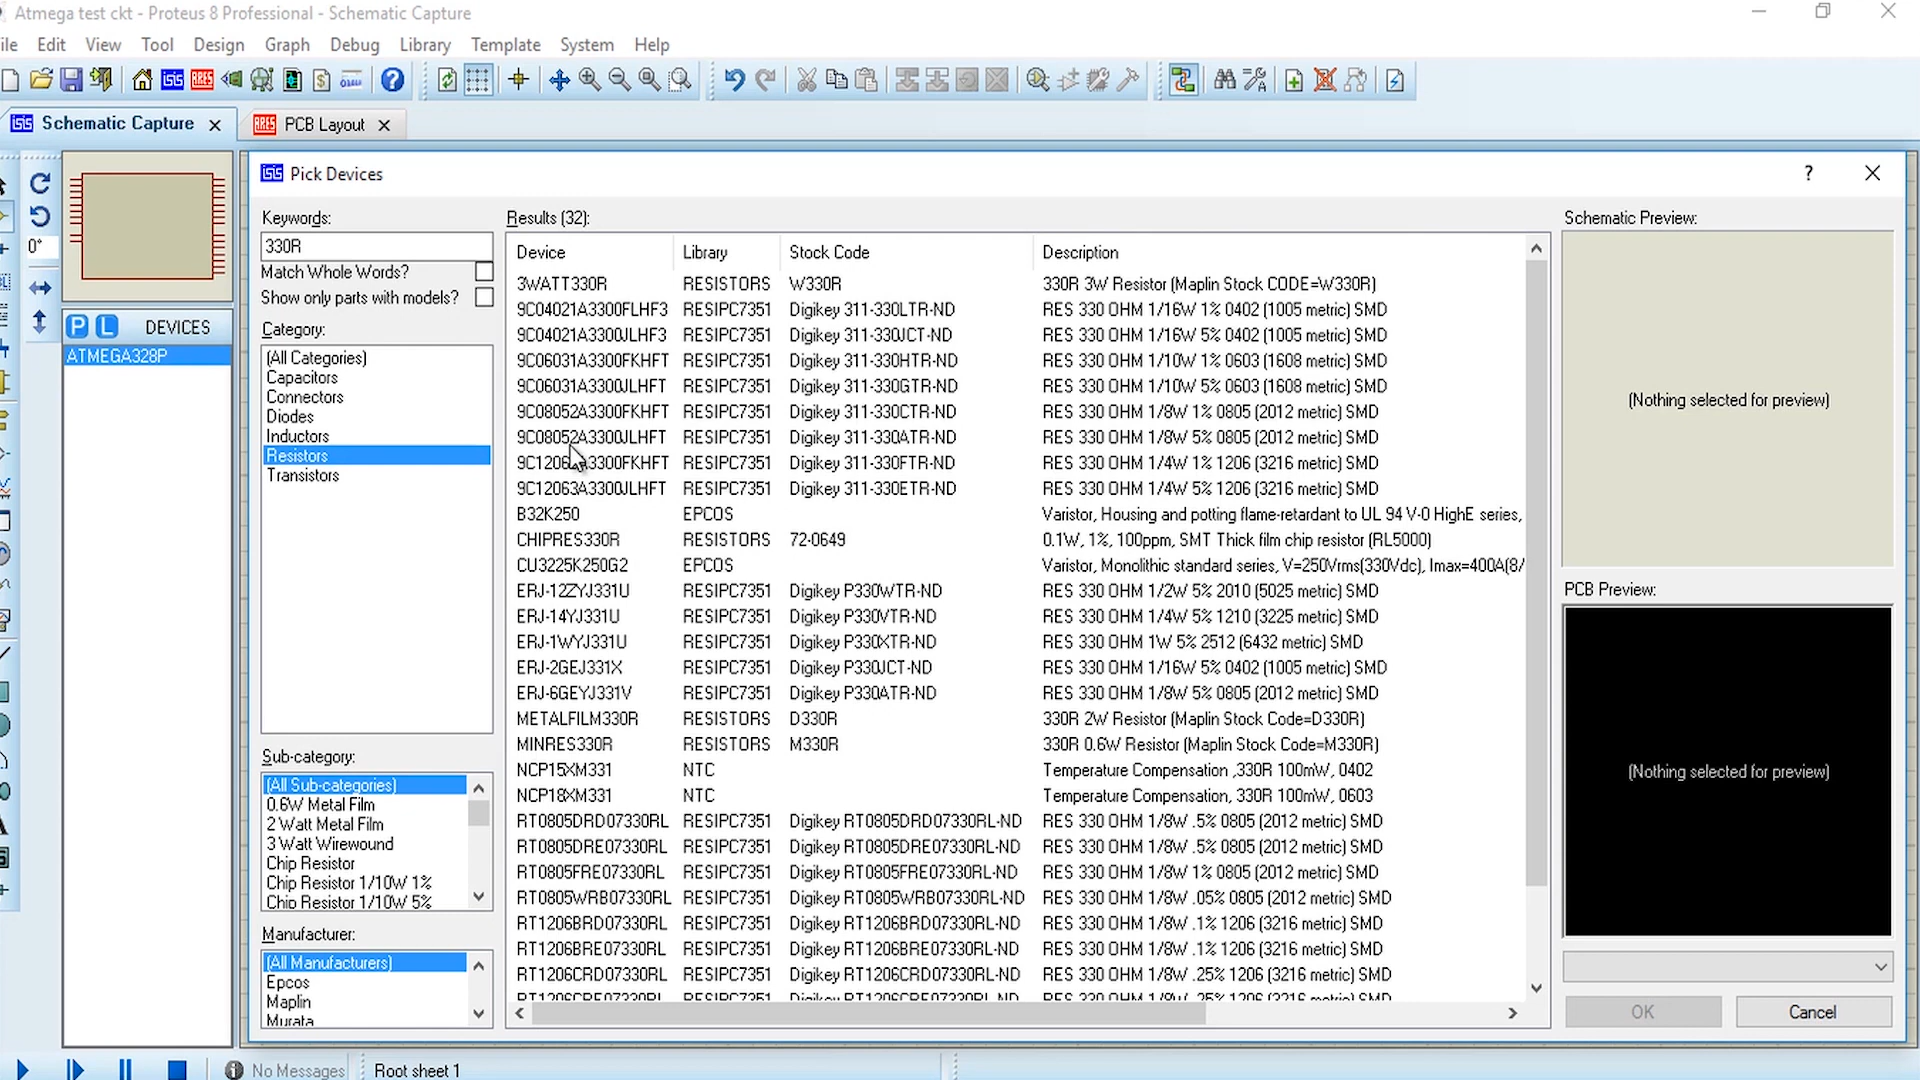 Atmega test ckt - Proteus 8 Professional - Schematic Capture
ile Edit View Tool Design Graph Debug Library Template System Help
Schematic Capture
PCB Layout
Pick Devices
Keywords:
330R
Match Whole Words?
Show only parts with models?
Category:
(All Categories)
Capacitors
Connectors
Diodes
Inductors
Resistors
Transistors
Sub-category:
(All Sub-categories)
0.6W Metal Film
2 Watt Metal Film
3 Watt Wirewound
Chip Resistor
Chip Resistor 1/10W 1%
Chip Resistor 1/10W 5%
Manufacturer:
(All Manufacturers)
Epcos
Maplin
Murata
0°
P L DEVICES
ATMEGA328P
Results (32):
Device Library Stock Code Description
3WATT330R RESISTORS W330R 330R 3W Resistor (Maplin Stock CODE=W330R)
9C04021A3300FLHF3 RESIPC7351 Digikey 311-330LTR-ND RES 330 OHM 1/16W 1% 0402 (1005 metric) SMD
9C04021A3300JLHF3 RESIPC7351 Digikey 311-330JCT-ND RES 330 OHM 1/16W 5% 0402 (1005 metric) SMD
9C06031A3300FKHFT RESIPC7351 Digikey 311-330HTR-ND RES 330 OHM 1/10W 1% 0603 (1608 metric) SMD
9C06031A3300JLHFT RESIPC7351 Digikey 311-330GTR-ND RES 330 OHM 1/10W 5% 0603 (1608 metric) SMD
9C08052A3300FKHFT RESIPC7351 Digikey 311-330CTR-ND RES 330 OHM 1/8W 1% 0805 (2012 metric) SMD
9C08052A3300JLHFT RESIPC7351 Digikey 311-330ATR-ND RES 330 OHM 1/8W 5% 0805 (2012 metric) SMD
9C12063A3300FKHFT RESIPC7351 Digikey 311-330FTR-ND RES 330 OHM 1/4W 1% 1206 (3216 metric) SMD
9C12063A3300JLHFT RESIPC7351 Digikey 311-330ETR-ND RES 330 OHM 1/4W 5% 1206 (3216 metric) SMD
B32K250 EPCOS Varistor, Housing and potting flame-retardant to UL 94 V-0 HighE series,
CHIPRES330R RESISTORS 72-0649 0.1W, 1%, 100ppm, SMT Thick film chip resistor (RL5000)
CU3225K250G2 EPCOS Varistor, Monolithic standard series, V=250Vrms(330Vdc), Imax=400A(8/
ERJ-12ZYJ331U RESIPC7351 Digikey P330WTR-ND RES 330 OHM 1/2W 5% 2010 (5025 metric) SMD
ERJ-14YJ331U RESIPC7351 Digikey P330VTR-ND RES 330 OHM 1/4W 5% 1210 (3225 metric) SMD
ERJ-1WYJ331U RESIPC7351 Digikey P330XTR-ND RES 330 OHM 1W 5% 2512 (6432 metric) SMD
ERJ-2GEJ331X RESIPC7351 Digikey P330JCT-ND RES 330 OHM 1/16W 5% 0402 (1005 metric) SMD
ERJ-6GEYJ331V RESIPC7351 Digikey P330ATR-ND RES 330 OHM 1/8W 5% 0805 (2012 metric) SMD
METALFILM330R RESISTORS D330R 330R 2W Resistor (Maplin Stock Code=D330R)
MINRES330R RESISTORS M330R 330R 0.6W Resistor (Maplin Stock Code=M330R)
NCP15XM331 NTC Temperature Compensation ,330R 100mW, 0402
NCP18XM331 NTC Temperature Compensation, 330R 100mW, 0603
RT0805DRD07330RL RESIPC7351 Digikey RT0805DRD07330RL-ND RES 330 OHM 1/8W .5% 0805 (2012 metric) SMD
RT0805DRE07330RL RESIPC7351 Digikey RT0805DRE07330RL-ND RES 330 OHM 1/8W .5% 0805 (2012 metric) SMD
RT0805FRE07330RL RESIPC7351 Digikey RT0805FRE07330RL-ND RES 330 OHM 1/8W 1% 0805 (2012 metric) SMD
RT0805WRB07330RL RESIPC7351 Digikey RT0805WRB07330RL-ND RES 330 OHM 1/8W .05% 0805 (2012 metric) SMD
RT1206BRD07330RL RESIPC7351 Digikey RT1206BRD07330RL-ND RES 330 OHM 1/8W .1% 1206 (3216 metric) SMD
RT1206BRE07330RL RESIPC7351 Digikey RT1206BRE07330RL-ND RES 330 OHM 1/8W .1% 1206 (3216 metric) SMD
RT1206CRD07330RL RESIPC7351 Digikey RT1206CRD07330RL-ND RES 330 OHM 1/8W .25% 1206 (3216 metric) SMD
RT1206CRE07330RL RESIPC7351 Digikey RT1206CRE07330RL-ND RES 330 OHM 1/8W .25% 1206 (3216 metric) SMD
Schematic Preview:
(Nothing selected for preview)
PCB Preview:
(Nothing selected for preview)
OK Cancel
No Messages Root sheet 1